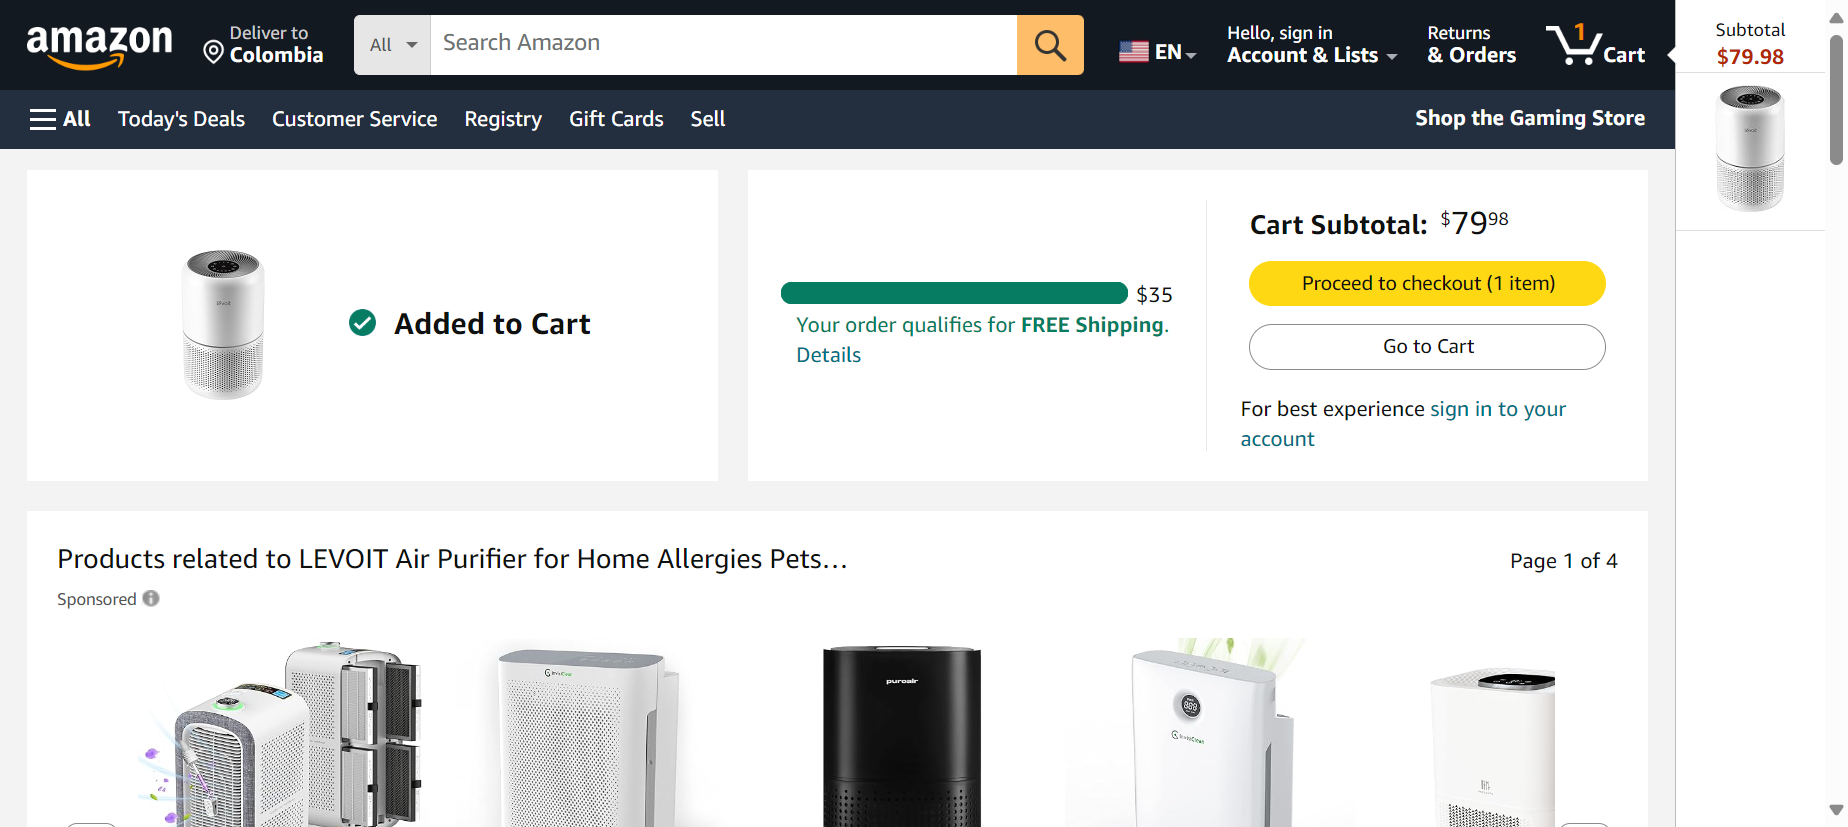 amazon
Deliver to
Colombia
All
Search Amazon
EN
Hello, sign in
Account & Lists
Returns
& Orders
1
Cart
Subtotal
$79.98
All
Today's Deals
Customer Service
Registry
Gift Cards
Sell
Shop the Gaming Store
Added to Cart
$35
Your order qualifies for FREE Shipping.
Details
Cart Subtotal: $79 98
Proceed to checkout (1 item)
Go to Cart
For best experience sign in to your
account
Products related to LEVOIT Air Purifier for Home Allergies Pets…
Page 1 of 4
Sponsored
levoit
levoit
puroair